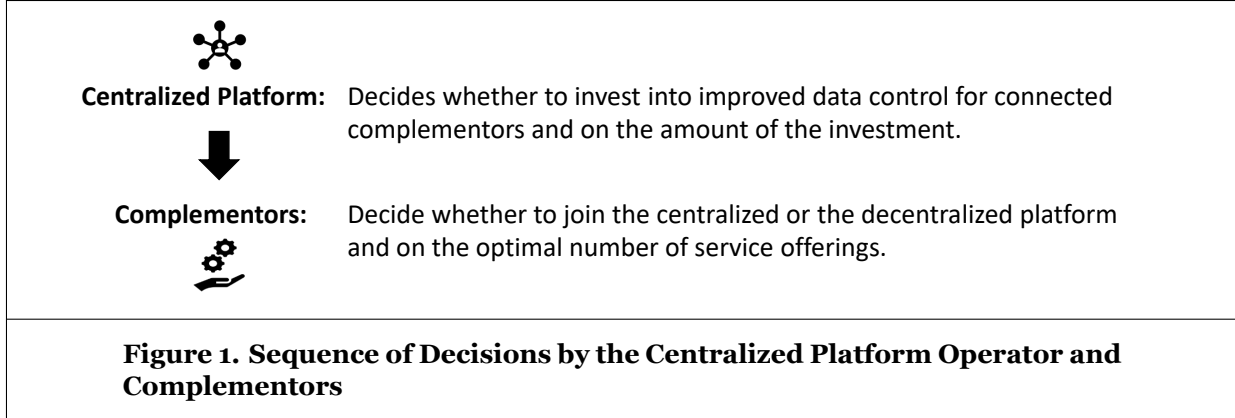 Centralized Platform: Decides whether to invest into improved data control for connected
complementors and on the amount of the investment.
Complementors: Decide whether to join the centralized or the decentralized platform
and on the optimal number of service offerings.
Figure 1. Sequence of Decisions by the Centralized Platform Operator and
Complementors